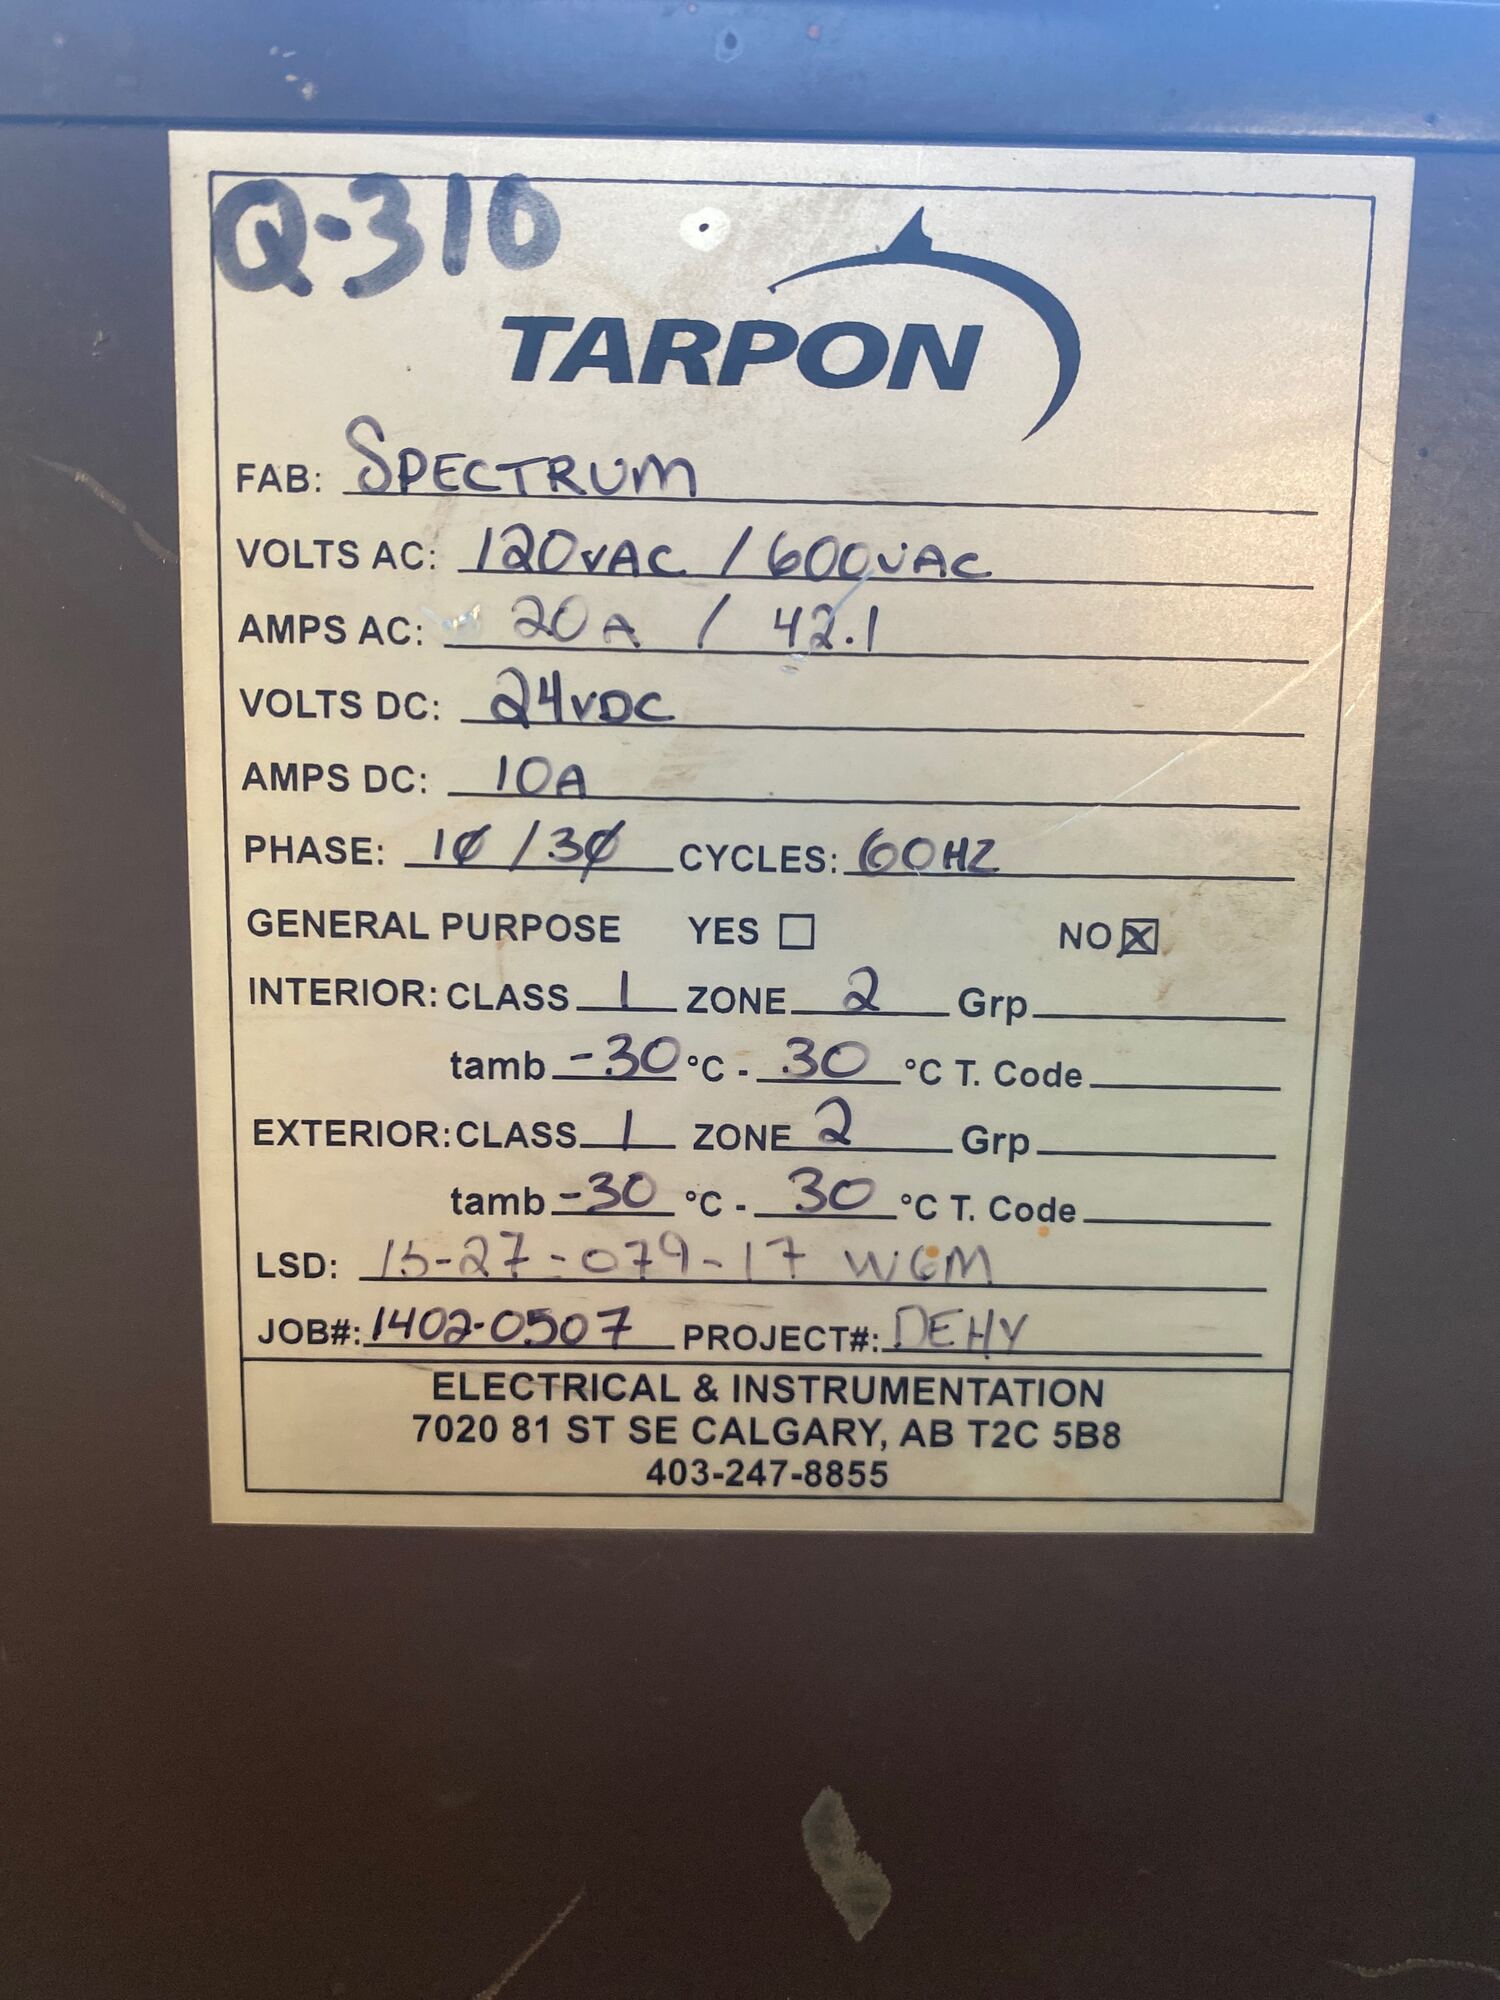 Q-310
TARPON
FAB: SPECTRUM
VOLTS AC: 120VAC / 600VAC
AMPS AC: 20A / 42.1
VOLTS DC: 24VDC
AMPS DC: 10A
PHASE: 1∅ / 3∅ CYCLES: 60HZ
GENERAL PURPOSE YES ☐ NO ☒
INTERIOR: CLASS 1 ZONE 2 Grp
tamb -30 °C - 30 °C T. Code
EXTERIOR: CLASS 1 ZONE 2 Grp
tamb -30 °C - 30 °C T. Code
LSD: 15-27-079-17 W6M
JOB#: 1402-0507 PROJECT#: DEHY
ELECTRICAL & INSTRUMENTATION
7020 81 ST SE CALGARY, AB T2C 5B8
403-247-8855